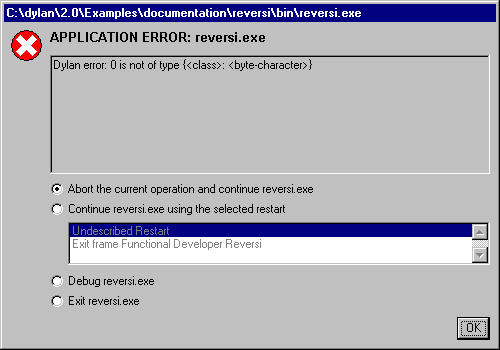 C:\dylan\2.0\Examples\documentation\reversi\bin\reversi.exe
APPLICATION ERROR: reversi.exe
Dylan error: 0 is not of type {<class>: <byte-character>}
Abort the current operation and continue reversi.exe
Continue reversi.exe using the selected restart
Undescribed Restart
Exit frame Functional Developer Reversi
Debug reversi.exe
Exit reversi.exe
OK